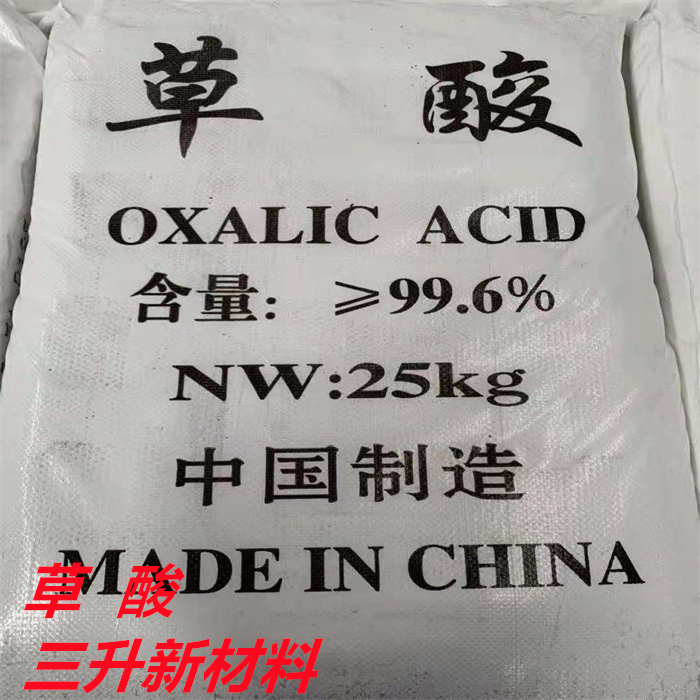 草 酸
OXALIC ACID
含量: ≥99.6%
NW:25kg
中国制造
MADE IN CHINA
草 酸
三升新材料